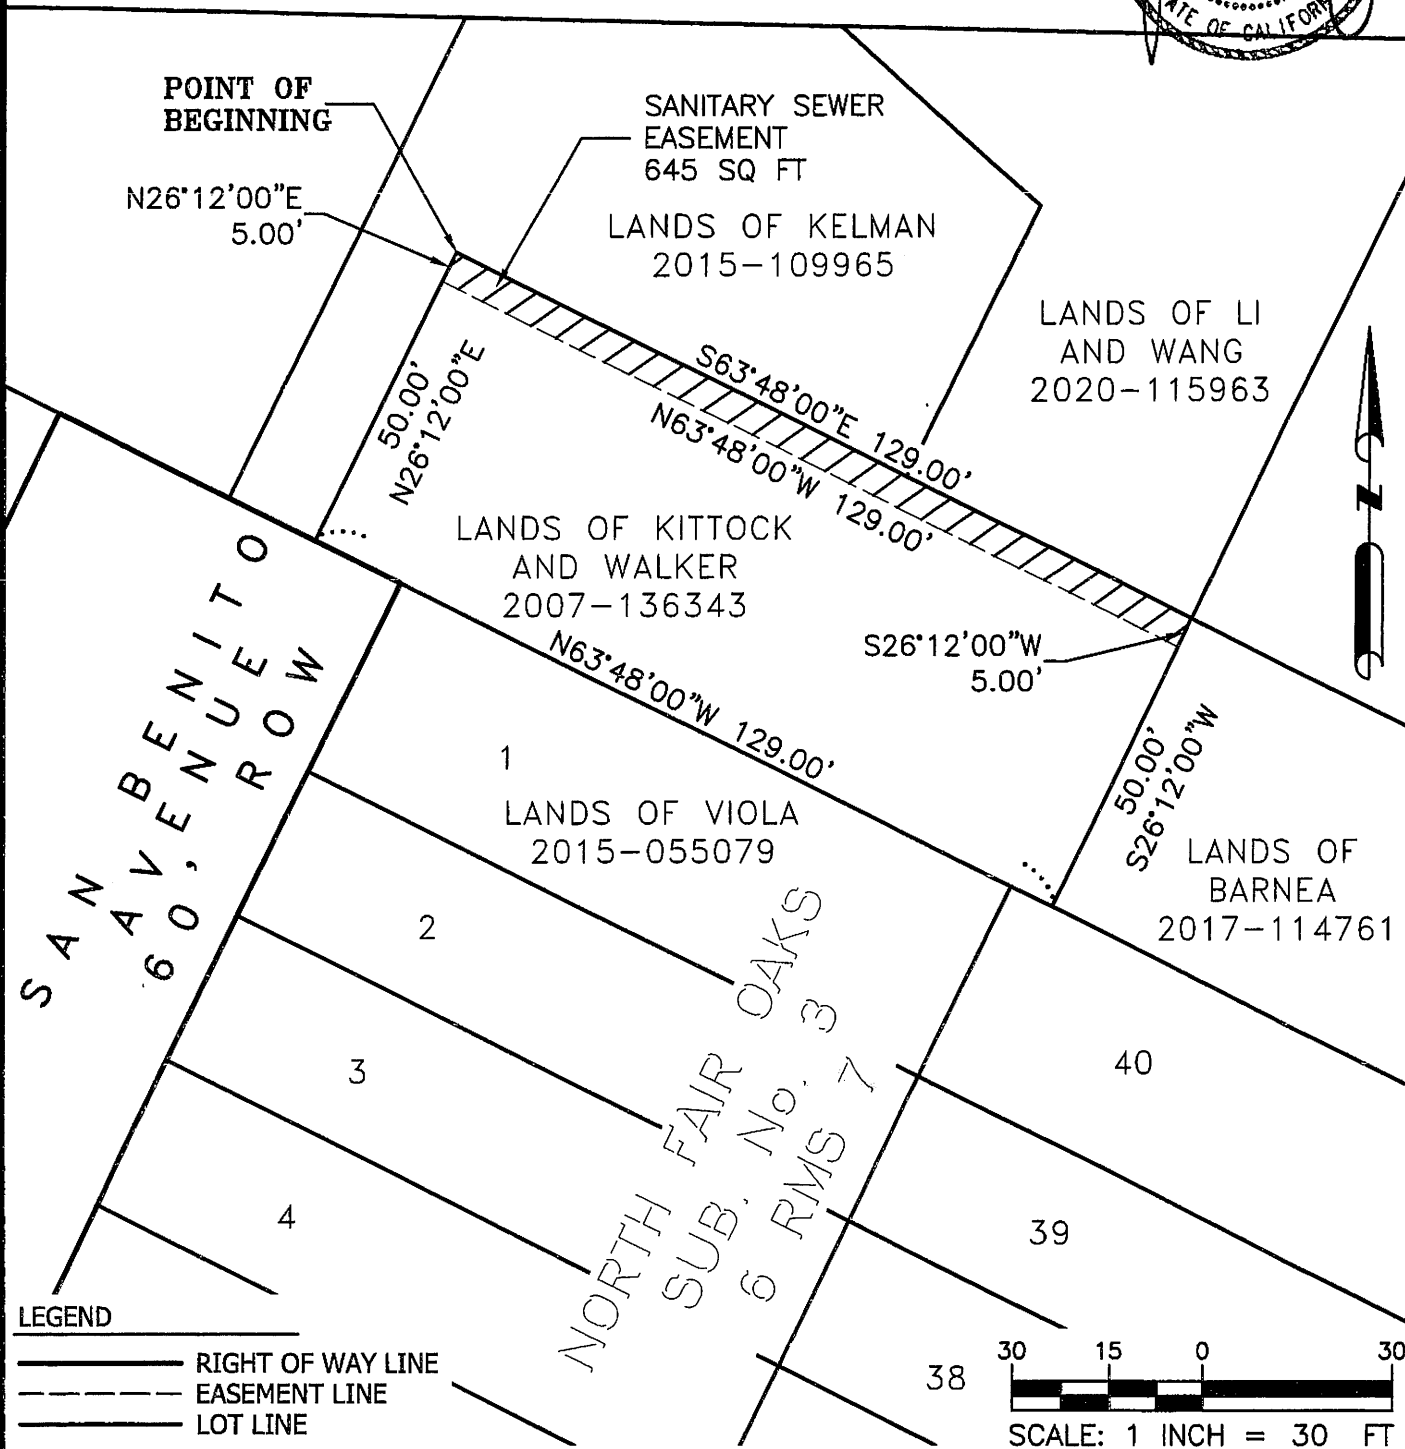 ATE OF CALIFOR
POINT OF
BEGINNING
SANITARY SEWER
EASEMENT
645 SQ FT
N26°12'00"E
5.00'
LANDS OF KELMAN
2015-109965
LANDS OF LI
AND WANG
2020-115963
S63°48'00"E 129.00'
N63°48'00"W 129.00'
50.00'
N26°12'00"E
N
LANDS OF KITTOCK
AND WALKER
2007-136343
S26°12'00"W
5.00'
N63°48'00"W 129.00'
50.00'
S26°12'00"W
SAN BENITO
AVENUE
60' ROW
1
LANDS OF VIOLA
2015-055079
LANDS OF
BARNEA
2017-114761
2
3
4
NORTH FAIR OAKS
SUB. No. 3
6 RMS 7
40
39
38
LEGEND
RIGHT OF WAY LINE
EASEMENT LINE
LOT LINE
30 15 0 30
SCALE: 1 INCH = 30 FT